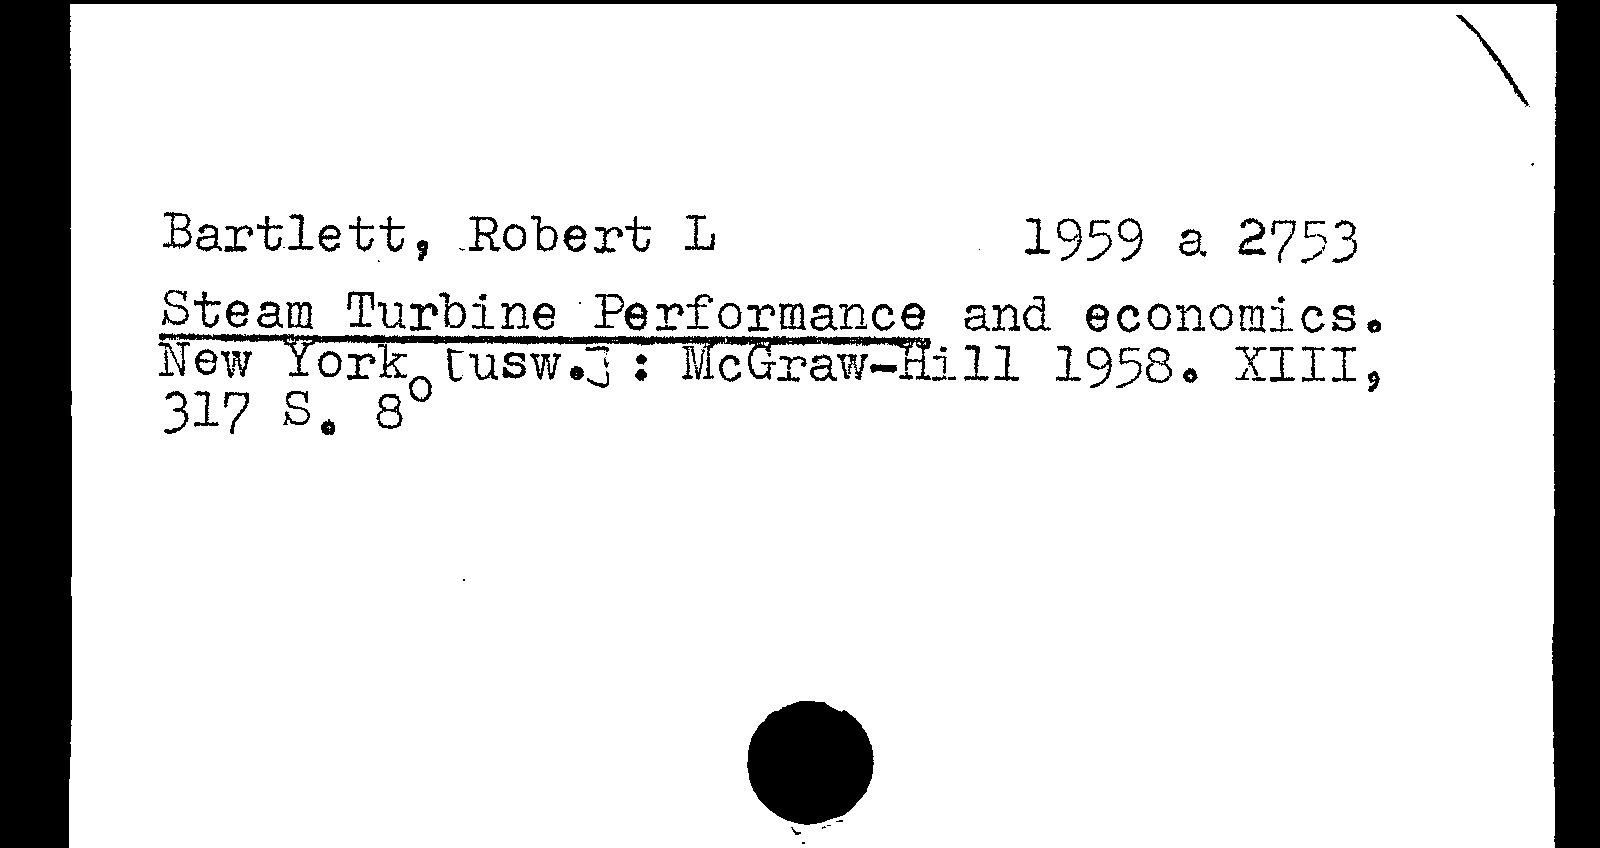 Bartlett, Robert L 1959 a 2753
Steam Turbine Performance and economics.
New York [usw.] : McGraw-Hill 1958. XIII,
317 S. 8°